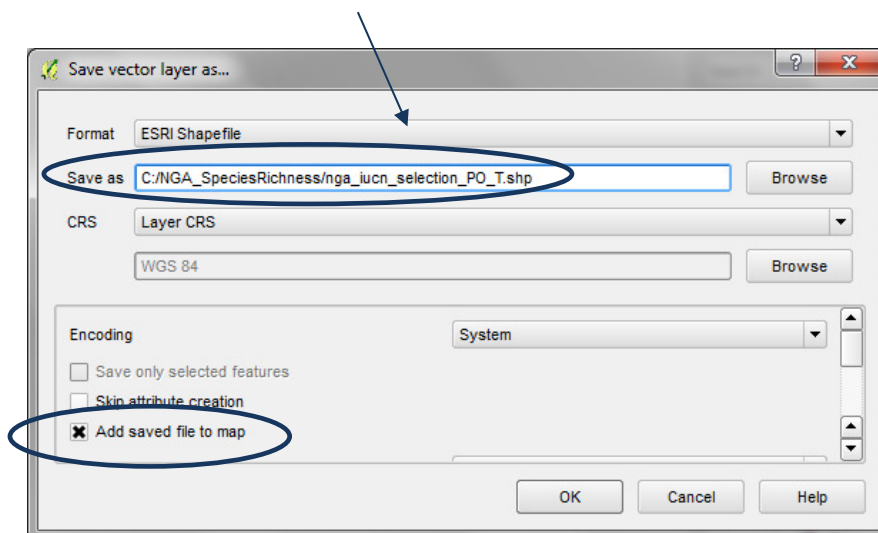 Save vector layer as...
Format ESRI Shapefile
Save as C:/NGA_SpeciesRichness/nga_iucn_selection_PO_T.shp Browse
CRS Layer CRS
WGS 84 Browse
Encoding System
Save only selected features
Skip attribute creation
Add saved file to map
OK Cancel Help